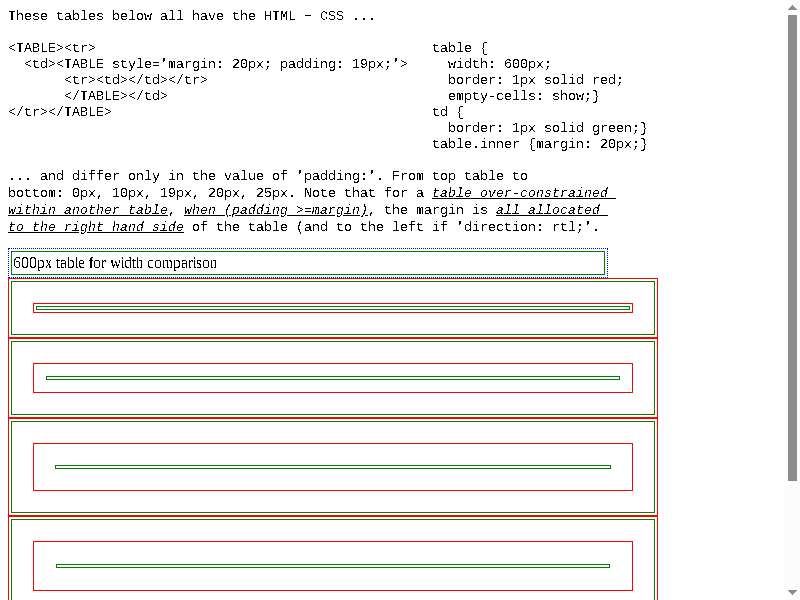 These tables below all have the HTML - CSS ...
<TABLE><tr> table {
<td><TABLE style='margin: 20px; padding: 19px;'> width: 600px;
<tr><td></td></tr> border: 1px solid red;
</TABLE></td> empty-cells: show;}
</tr></TABLE> td {
border: 1px solid green;}
table.inner {margin: 20px;}
... and differ only in the value of 'padding:'. From top table to
bottom: 0px, 10px, 19px, 20px, 25px. Note that for a table over-constrained
within another table, when (padding >=margin), the margin is all allocated
to the right hand side of the table (and to the left if 'direction: rtl;'.
600px table for width comparison